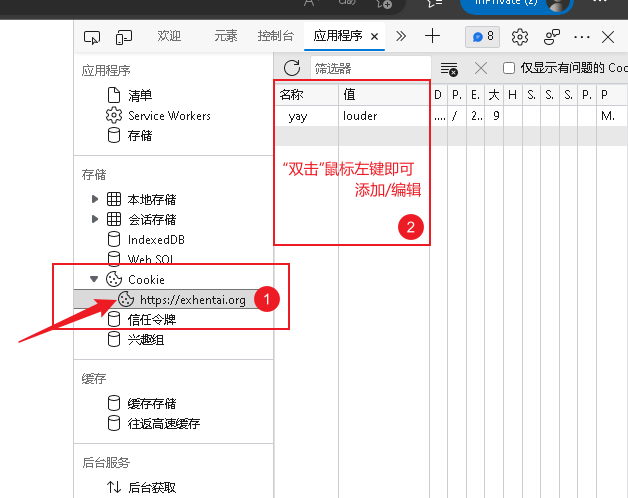 InPrivate (2)
欢迎 元素 控制台 应用程序 8
应用程序
清单
Service Workers
存储
存储
本地存储
会话存储
IndexedDB
Web SQL
Cookie
https://exhentai.org 1
信任令牌
兴趣组
缓存
缓存存储
往返高速缓存
后台服务
后台获取
筛选器 仅显示有问题的 Coo
名称 值 D P. E. 大 H S. S. S. P. P
yay louder .... / 2.. 9 M.
“双击”鼠标左键即可
添加/编辑
2